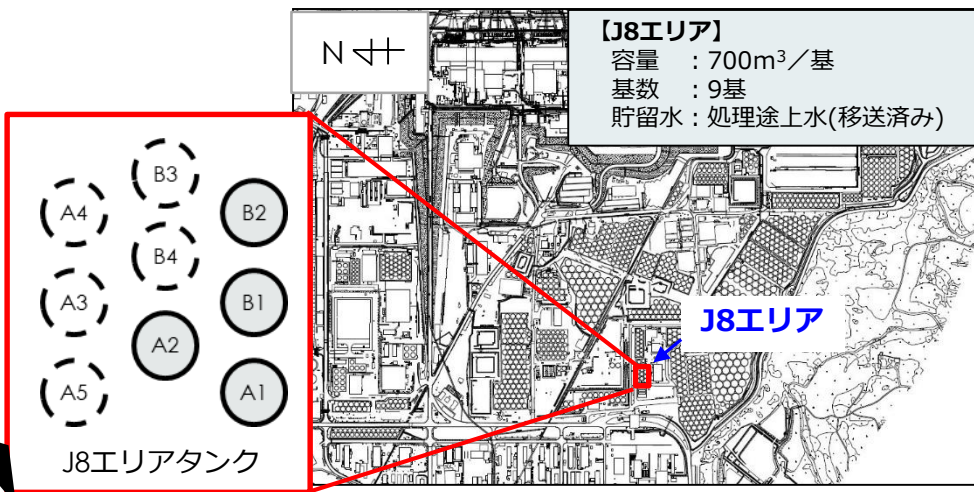 N
【J8エリア】
容量 :700m³/基
基数 :9基
貯留水:処理途上水(移送済み)
B3
A4
B2
B4
A3
B1
A2
A5
A1
J8エリアタンク
J8エリア